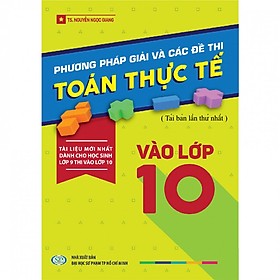 TS. NGUYỄN NGỌC GIANG
PHƯƠNG PHÁP GIẢI VÀ CÁC ĐỀ THI
TOÁN THỰC TẾ
( Tái bản lần thứ nhất )
TÀI LIỆU MỚI NHẤT
DÀNH CHO HỌC SINH
LỚP 9 THI VÀO LỚP 10
VÀO LỚP
10
NHÀ XUẤT BẢN
ĐẠI HỌC SƯ PHẠM TP HỒ CHÍ MINH